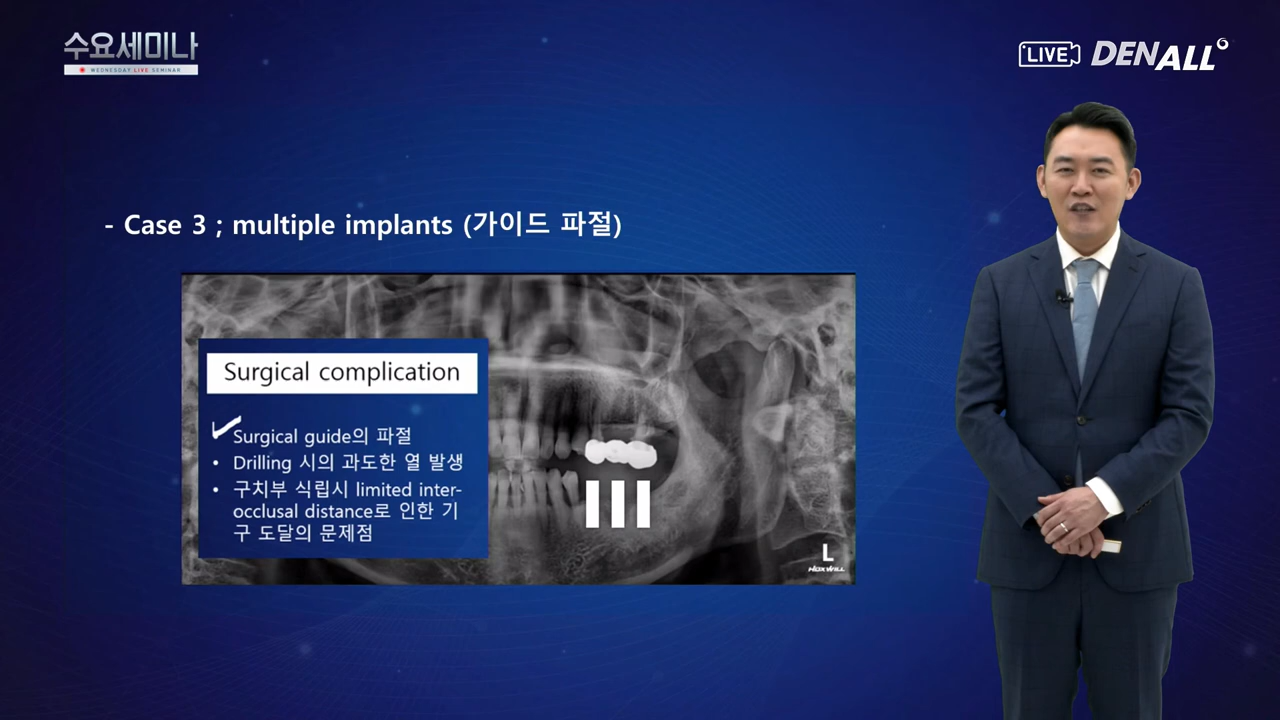 수요세미나
WEDNESDAY LIVE SEMINAR
LIVE DENALL
- Case 3 ; multiple implants (가이드 파절)
Surgical complication
Surgical guide의 파절
• Drilling 시의 과도한 열 발생
• 구치부 식립시 limited inter-
occlusal distance로 인한 기
구 도달의 문제점
L